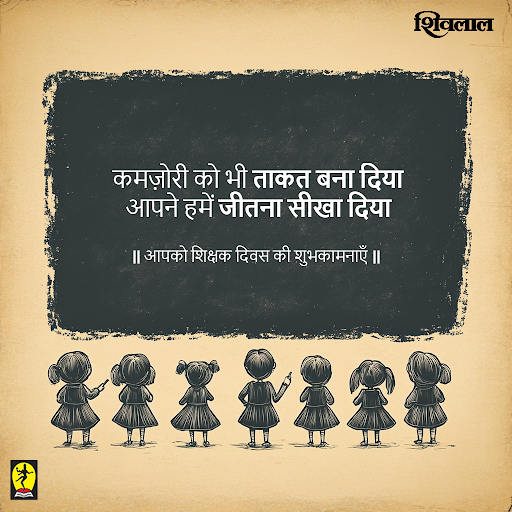 शिवलाल
कमज़ोरी को भी ताकत बना दिया
आपने हमें जीतना सीखा दिया
॥ आपको शिक्षक दिवस की शुभकामनाएँ ॥